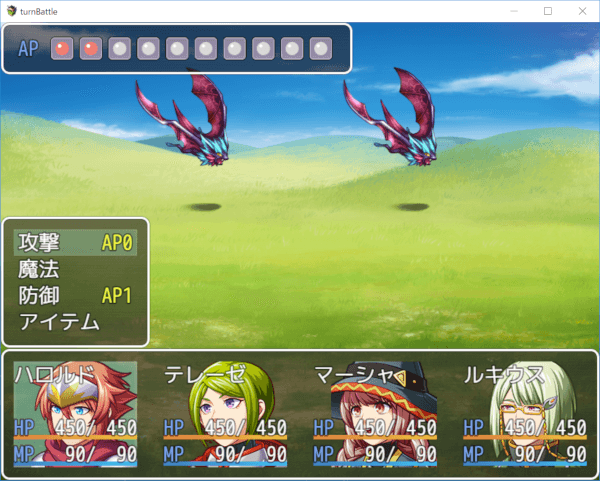 turnBattle
AP
攻撃 AP0
魔法
防御 AP1
アイテム
ハロルド テレーゼ マーシャ ルキウス
HP 450/ 450 HP 450/ 450 HP 450/ 450 HP 450/ 450
MP 90/ 90 MP 90/ 90 MP 90/ 90 MP 90/ 90